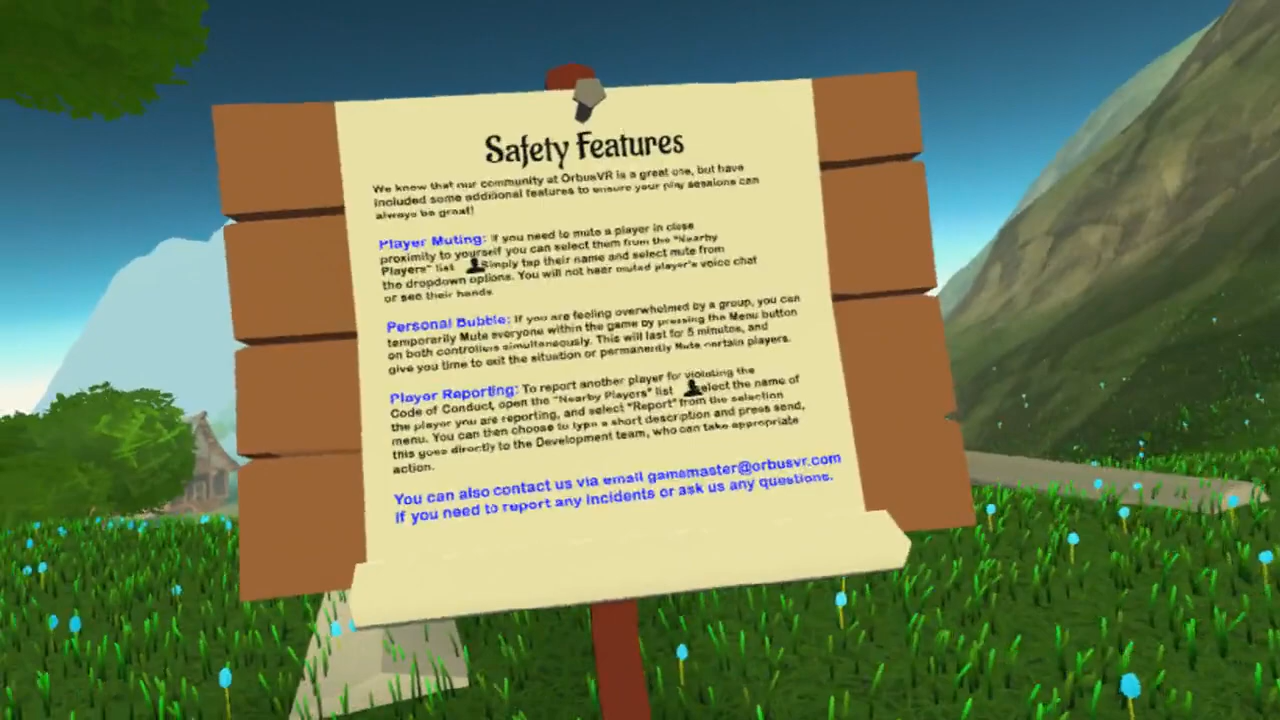 Safety Features
We know that our community at OrbusVR is a great one, but have
included some additional features to ensure your play sessions can
always be great!
Player Muting: If you need to mute a player in close
proximity to yourself you can select them from the "Nearby
Players" list Simply tap their name and select mute from
the dropdown options. You will not hear muted player's voice chat
or see their hands
Personal Bubble: If you are feeling overwhelmed by a group, you can
temporarily Mute everyone within the game by pressing the Menu button
on both controllers simultaneously. This will last for 5 minutes, and
give you time to exit the situation or permanently Mute certain players.
Player Reporting: To report another player for violating the
Code of Conduct, open the "Nearby Players" list select the name of
the player you are reporting, and select "Report" from the selection
menu. You can then choose to type a short description and press send,
this goes directly to the Development team, who can take appropriate
action.
You can also contact us via email gamemaster@orbusvr.com
If you need to report any incidents or ask us any questions.